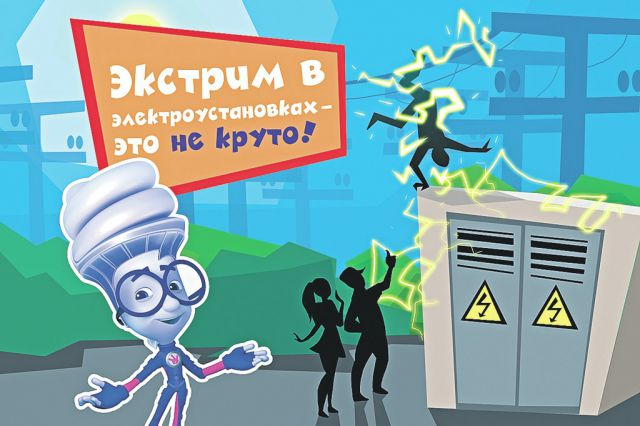 Экстрим в
электроустановках –
это не круто!